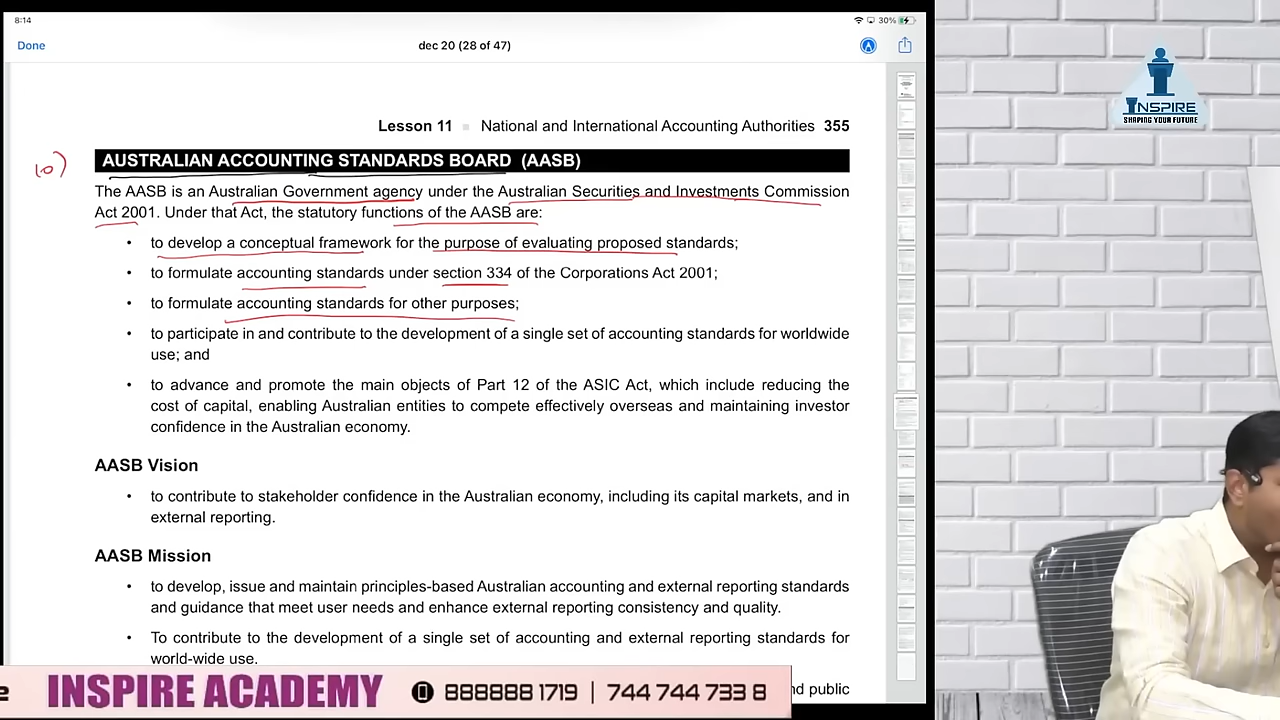 8:14
30%
Done
dec 20 (28 of 47)
INSPIRE
SHAPING YOUR FUTURE
Lesson 11 National and International Accounting Authorities 355
10)
AUSTRALIAN ACCOUNTING STANDARDS BOARD (AASB)
The AASB is an Australian Government agency under the Australian Securities and Investments Commission
Act 2001. Under that Act, the statutory functions of the AASB are:
• to develop a conceptual framework for the purpose of evaluating proposed standards;
• to formulate accounting standards under section 334 of the Corporations Act 2001;
• to formulate accounting standards for other purposes;
• to participate in and contribute to the development of a single set of accounting standards for worldwide
use; and
• to advance and promote the main objects of Part 12 of the ASIC Act, which include reducing the
cost of capital, enabling Australian entities to compete effectively overseas and maintaining investor
confidence in the Australian economy.
AASB Vision
• to contribute to stakeholder confidence in the Australian economy, including its capital markets, and in
external reporting.
AASB Mission
• to develop, issue and maintain principles-based Australian accounting and external reporting standards
and guidance that meet user needs and enhance external reporting consistency and quality.
• To contribute to the development of a single set of accounting and external reporting standards for
world-wide use.
public
INSPIRE ACADEMY 888888 1719 | 744 744 733 8